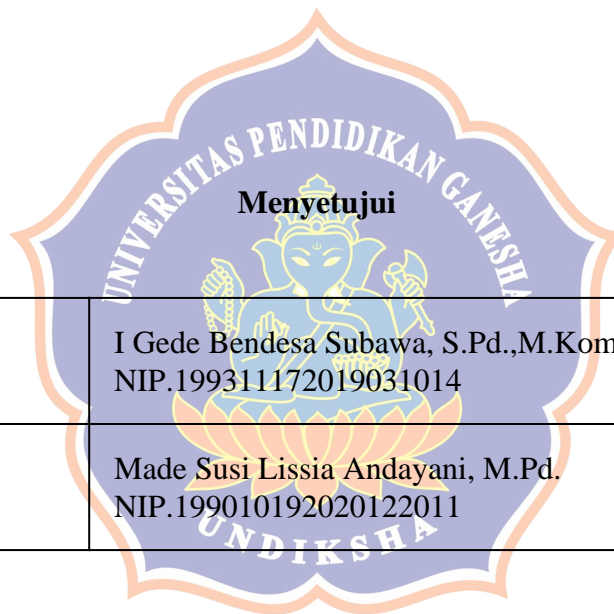 UNIVERSITAS PENDIDIKAN GANESHA
Menyetujui
I Gede Bendesa Subawa, S.Pd.,M.Kom
NIP.199311172019031014
Made Susi Lissia Andayani, M.Pd.
NIP.199010192020122011
UNDIKSHA